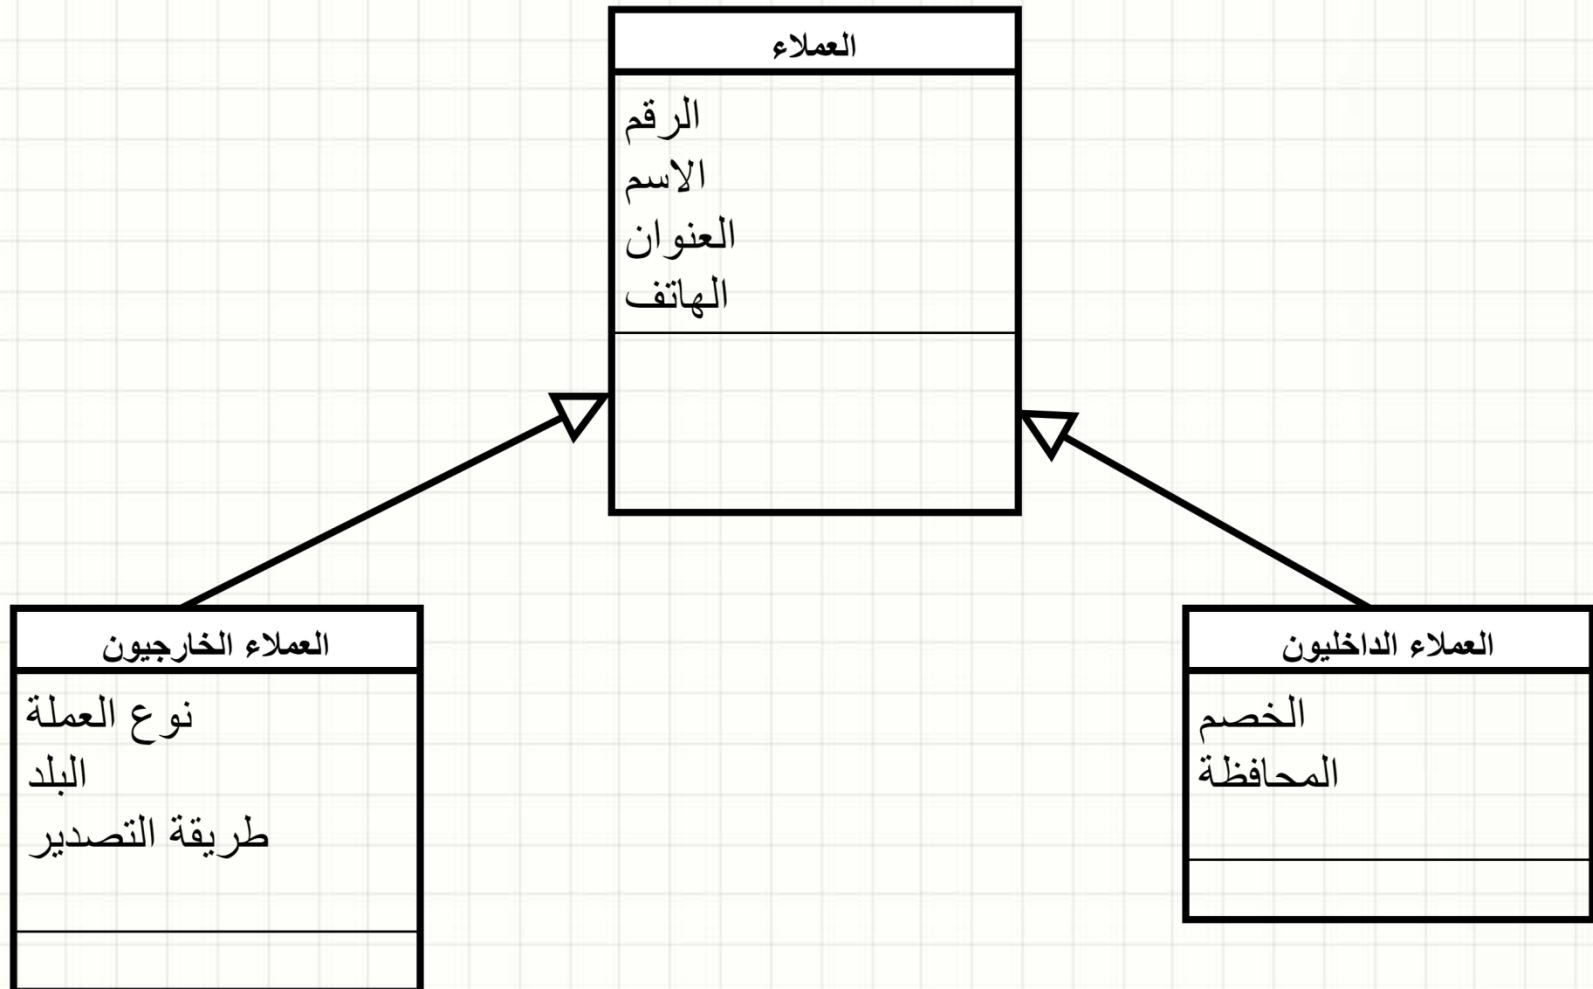 العملاء
الرقم
الاسم
العنوان
الهاتف
العملاء الداخليون
الخصم
المحافظة
العملاء الخارجيون
نوع العملة
البلد
طريقة التصدير